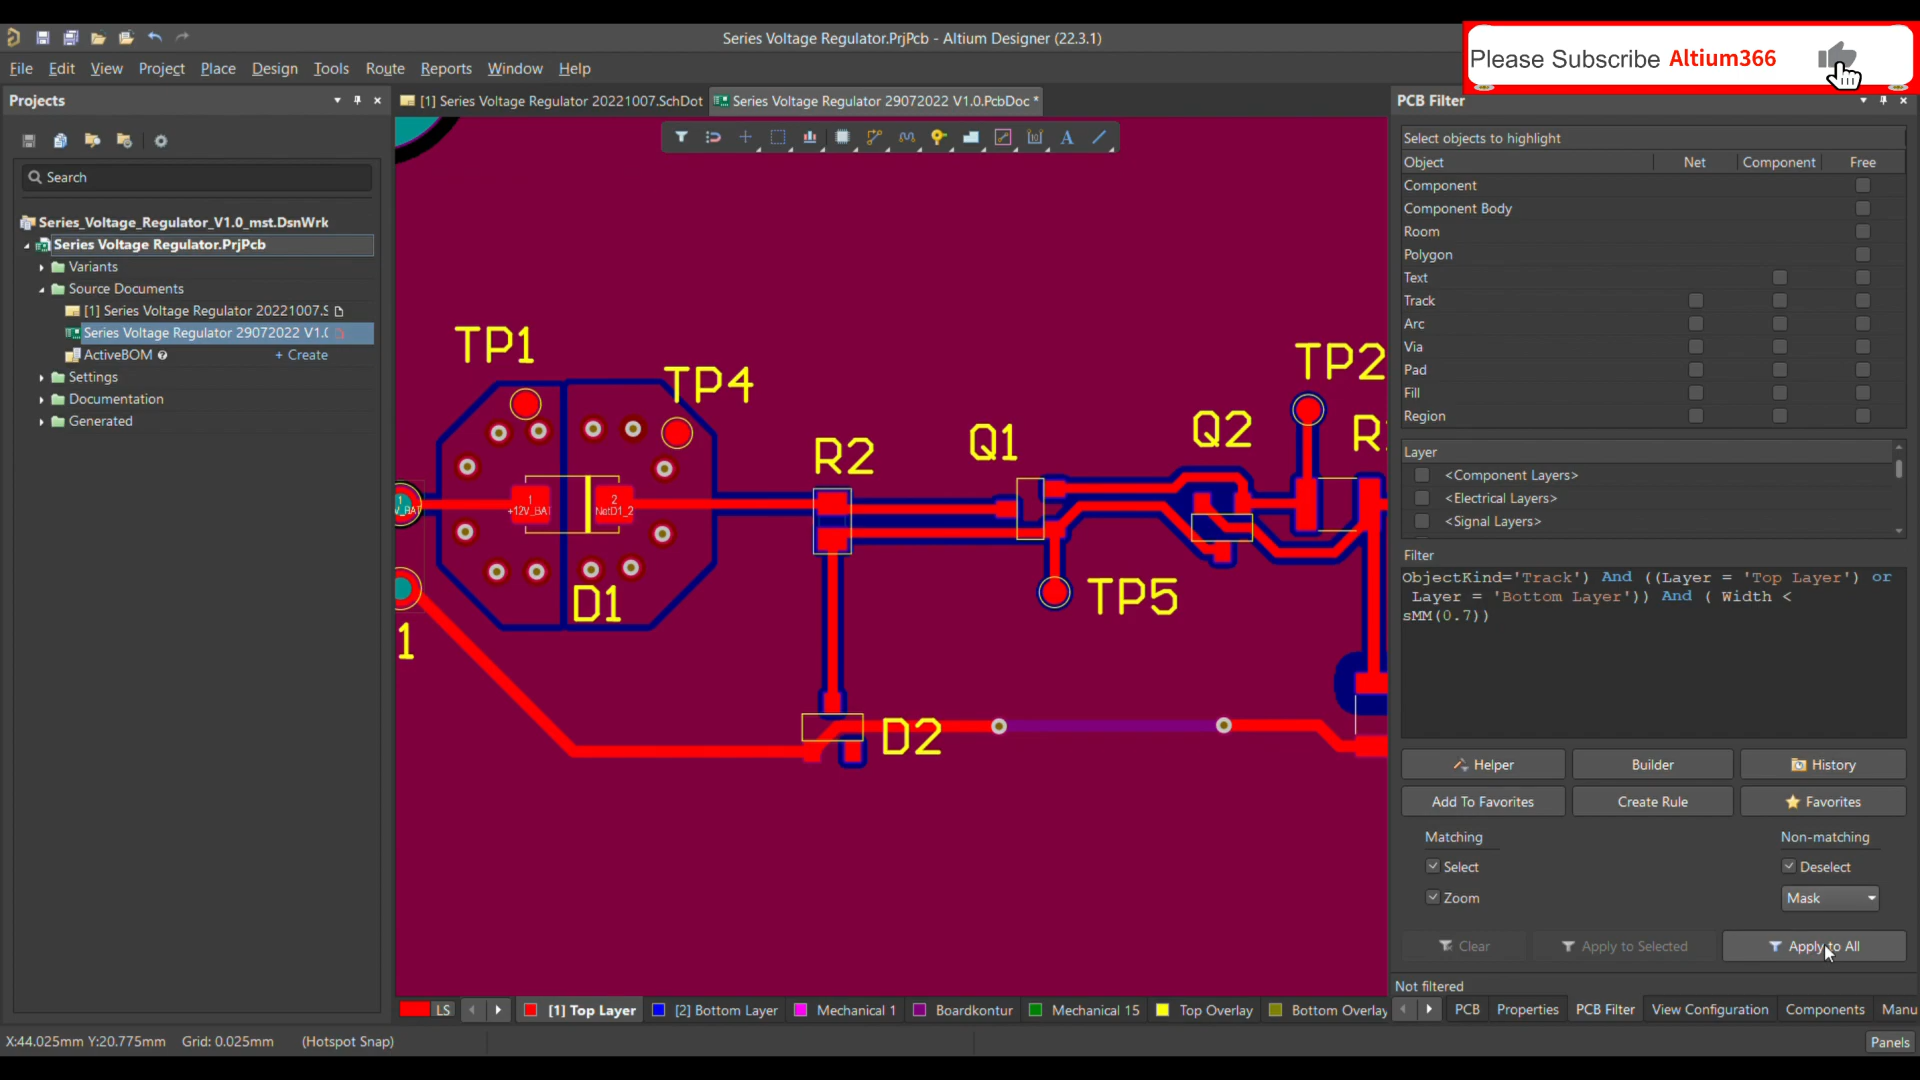 Series Voltage Regulator.PrjPcb - Altium Designer (22.3.1)
Please Subscribe Altium366
File Edit View Project Place Design Tools Route Reports Window Help
Projects
[1] Series Voltage Regulator 20221007.SchDot
Series Voltage Regulator 29072022 V1.0.PcbDoc *
PCB Filter
Search
Series_Voltage_Regulator_V1.0_mst.DsnWrk
Series Voltage Regulator.PrjPcb
Variants
Source Documents
[1] Series Voltage Regulator 20221007.S
Series Voltage Regulator 29072022 V1.(
ActiveBOM + Create
Settings
Documentation
Generated
TP1
TP4
R2
Q1
Q2
TP2
R
1
V_BAT
1
+12V_BAT
2
NetD1_2
D1
TP5
1
D2
Select objects to highlight
Object Net Component Free
Component
Component Body
Room
Polygon
Text
Track
Arc
Via
Pad
Fill
Region
Layer
<Component Layers>
<Electrical Layers>
<Signal Layers>
Filter
ObjectKind='Track') And ((Layer = 'Top Layer') or
Layer = 'Bottom Layer')) And ( Width <
sMM(0.7))
Helper Builder History
Add To Favorites Create Rule Favorites
Matching Non-matching
Select Deselect
Zoom Mask
Clear Apply to Selected Apply to All
Not filtered
LS [1] Top Layer [2] Bottom Layer Mechanical 1 Boardkontur Mechanical 15 Top Overlay Bottom Overlay
PCB Properties PCB Filter View Configuration Components Manu
X:44.025mm Y:20.775mm Grid: 0.025mm (Hotspot Snap)
Panels